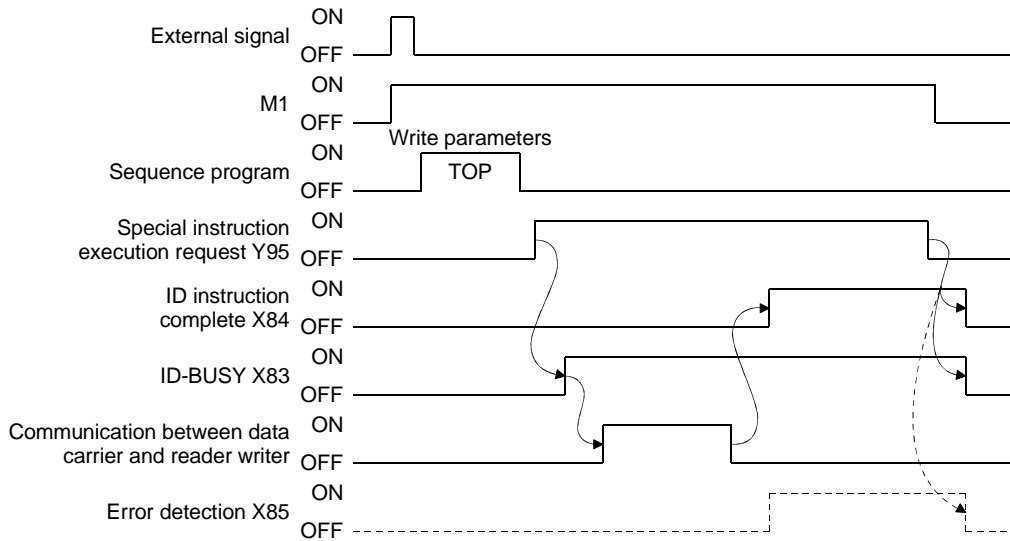 ON
External signal
OFF
ON
M1
OFF
Write parameters
ON
Sequence program
TOP
OFF
ON
Special instruction
execution request Y95
OFF
ON
ID instruction
complete X84
OFF
ON
ID-BUSY X83
OFF
ON
Communication between data
carrier and reader writer
OFF
ON
Error detection X85
OFF